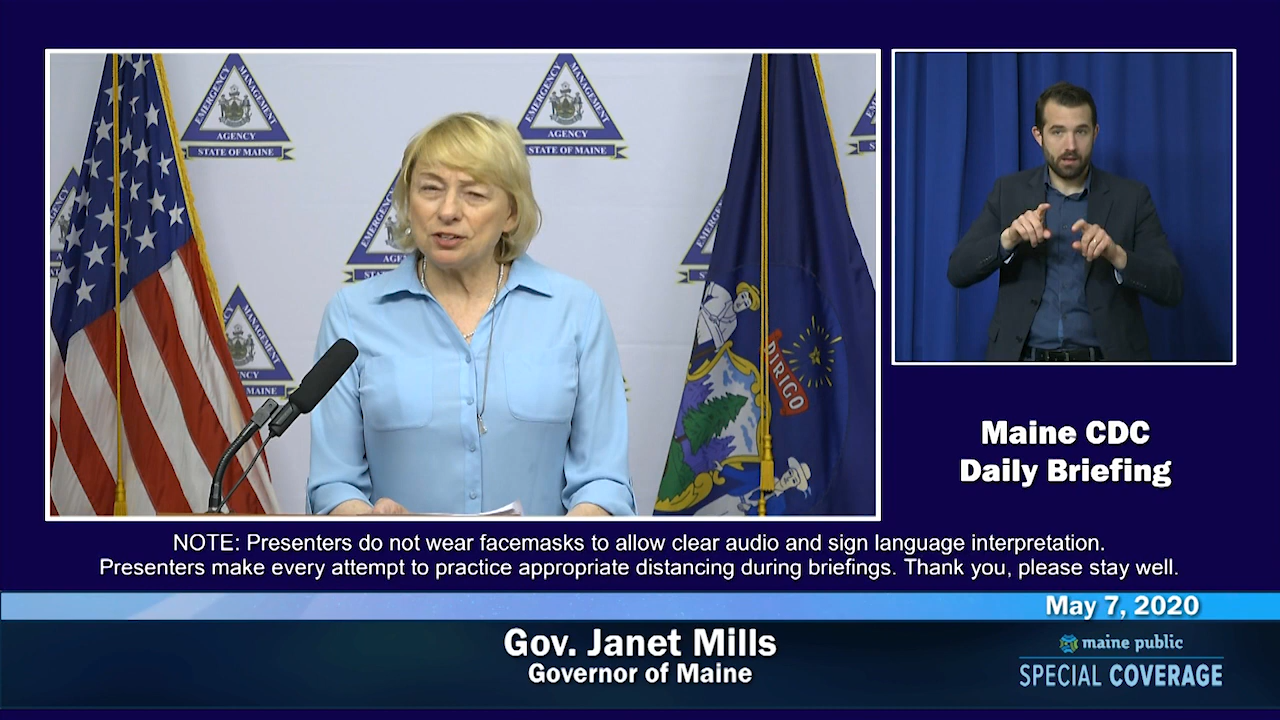 EMERGENCY MANAGEMENT
AGENCY
STATE OF MAINE
EMERGENCY MANAGEMENT
AGENCY
STATE OF MAINE
DIRIGO
Maine CDC
Daily Briefing
NOTE: Presenters do not wear facemasks to allow clear audio and sign language interpretation.
Presenters make every attempt to practice appropriate distancing during briefings. Thank you, please stay well.
May 7, 2020
Gov. Janet Mills
Governor of Maine
maine public
SPECIAL COVERAGE